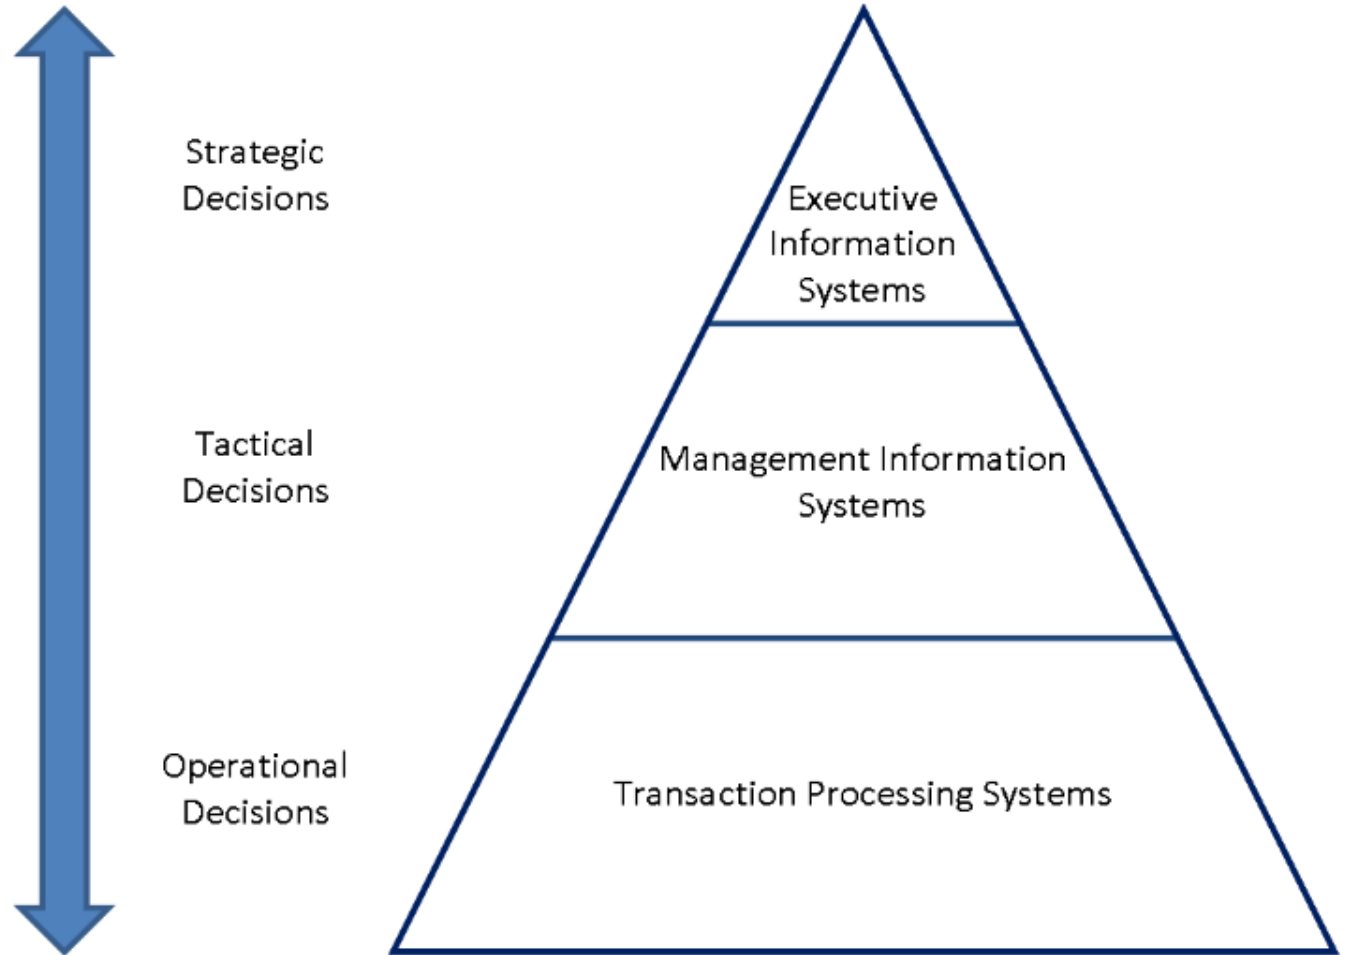 Strategic
Decisions
Executive
Information
Systems
Tactical
Decisions
Management Information
Systems
Operational
Decisions
Transaction Processing Systems